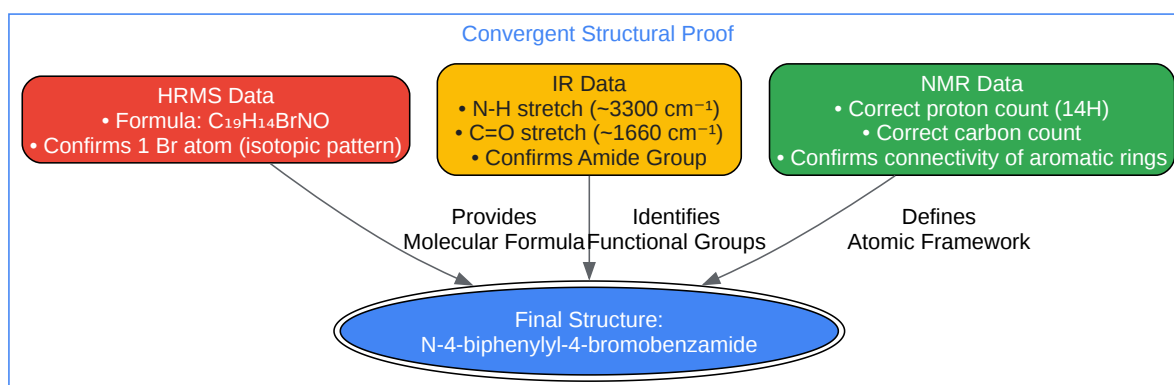 Convergent Structural Proof
HRMS Data
• Formula: C₁₉H₁₄BrNO
• Confirms 1 Br atom (isotopic pattern)
IR Data
• N-H stretch (~3300 cm⁻¹)
• C=O stretch (~1660 cm⁻¹)
• Confirms Amide Group
NMR Data
• Correct proton count (14H)
• Correct carbon count
• Confirms connectivity of aromatic rings
Provides
Molecular Formula
Identifies
Functional Groups
Defines
Atomic Framework
Final Structure:
N-4-biphenylyl-4-bromobenzamide